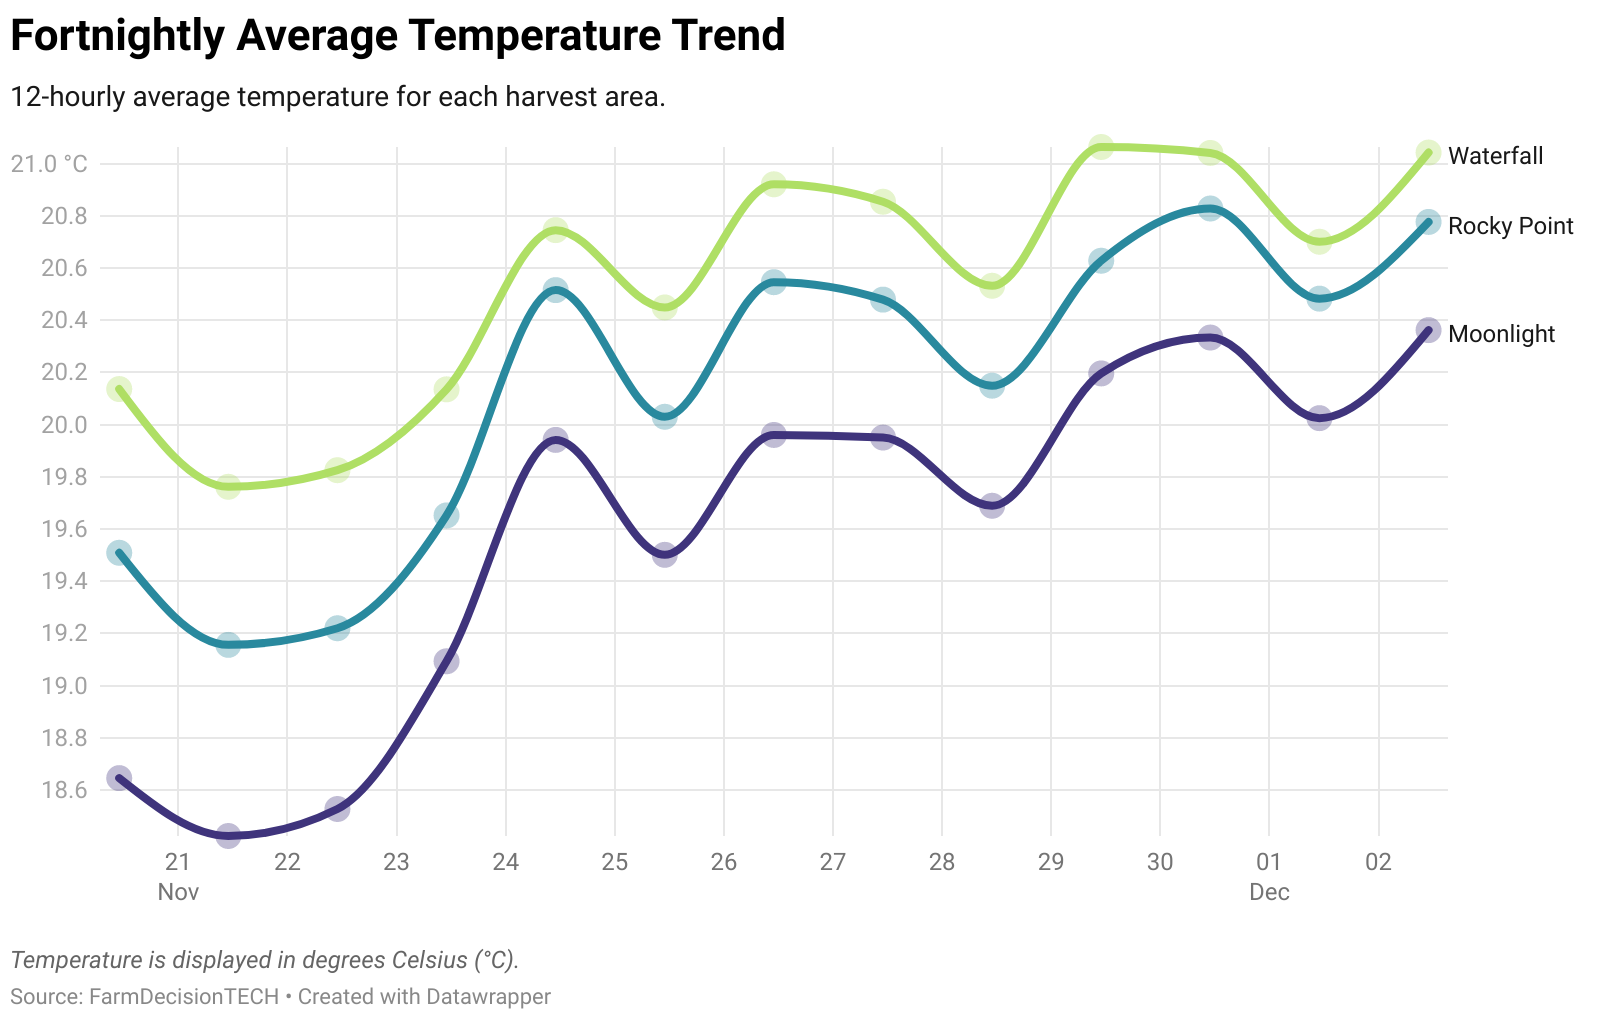 Fortnightly Average Temperature Trend
12-hourly average temperature for each harvest area.
21.0 °C
20.8
20.6
20.4
20.2
20.0
19.8
19.6
19.4
19.2
19.0
18.8
18.6
Waterfall
Rocky Point
Moonlight
21 22 23 24 25 26 27 28 29 30 01 02
Nov Dec
Temperature is displayed in degrees Celsius (°C).
Source: FarmDecisionTECH • Created with Datawrapper